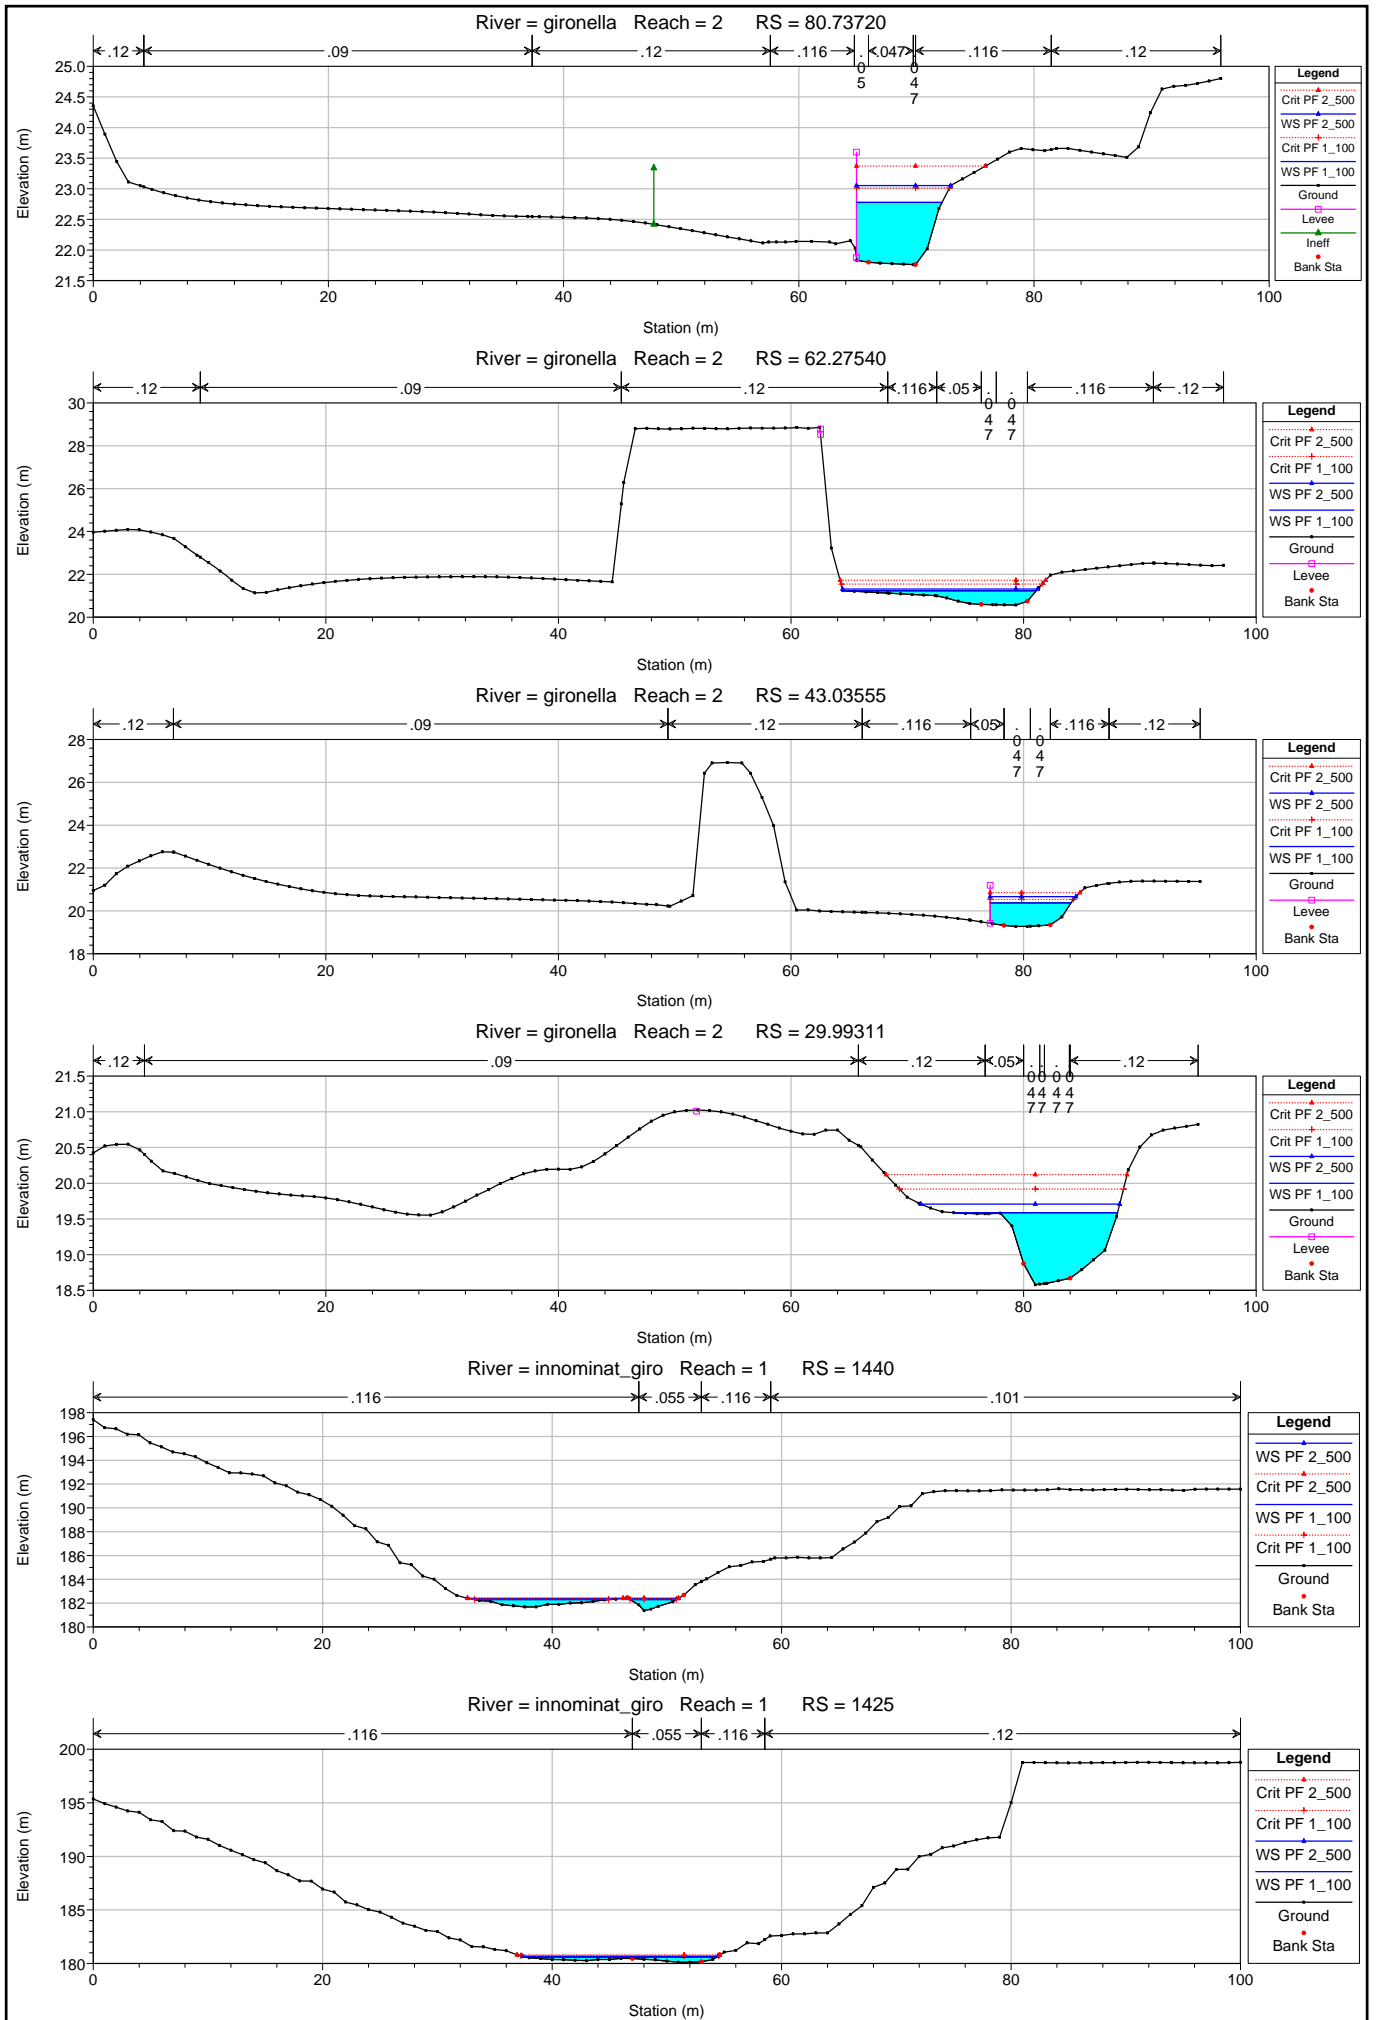 River = gironella Reach = 2 RS = 80.73720
.12 .09 .12 .116 .05 .047 .047 .116 .12
25.0
24.5
24.0
23.5
23.0
22.5
22.0
21.5
Elevation (m)
0 20 40 60 80 100
Station (m)
Legend
Crit PF 2_500
WS PF 2_500
Crit PF 1_100
WS PF 1_100
Ground
Levee
Ineff
Bank Sta
River = gironella Reach = 2 RS = 62.27540
.12 .09 .12 .116 .05 .047 .047 .116 .12
30
28
26
24
22
20
Elevation (m)
0 20 40 60 80 100
Station (m)
Legend
Crit PF 2_500
Crit PF 1_100
WS PF 2_500
WS PF 1_100
Ground
Levee
Bank Sta
River = gironella Reach = 2 RS = 43.03555
.12 .09 .12 .116 .05 .047 .047 .116 .12
28
26
24
22
20
18
Elevation (m)
0 20 40 60 80 100
Station (m)
Legend
Crit PF 2_500
WS PF 2_500
Crit PF 1_100
WS PF 1_100
Ground
Levee
Bank Sta
River = gironella Reach = 2 RS = 29.99311
.12 .09 .12 .05 .047 .047 .047 .047 .12
21.5
21.0
20.5
20.0
19.5
19.0
18.5
Elevation (m)
0 20 40 60 80 100
Station (m)
Legend
Crit PF 2_500
Crit PF 1_100
WS PF 2_500
WS PF 1_100
Ground
Levee
Bank Sta
River = innominat_giro Reach = 1 RS = 1440
.116 .055 .116 .101
198
196
194
192
190
188
186
184
182
180
Elevation (m)
0 20 40 60 80 100
Station (m)
Legend
WS PF 2_500
Crit PF 2_500
WS PF 1_100
Crit PF 1_100
Ground
Bank Sta
River = innominat_giro Reach = 1 RS = 1425
.116 .055 .116 .12
200
195
190
185
180
Elevation (m)
0 20 40 60 80 100
Station (m)
Legend
Crit PF 2_500
Crit PF 1_100
WS PF 2_500
WS PF 1_100
Ground
Bank Sta